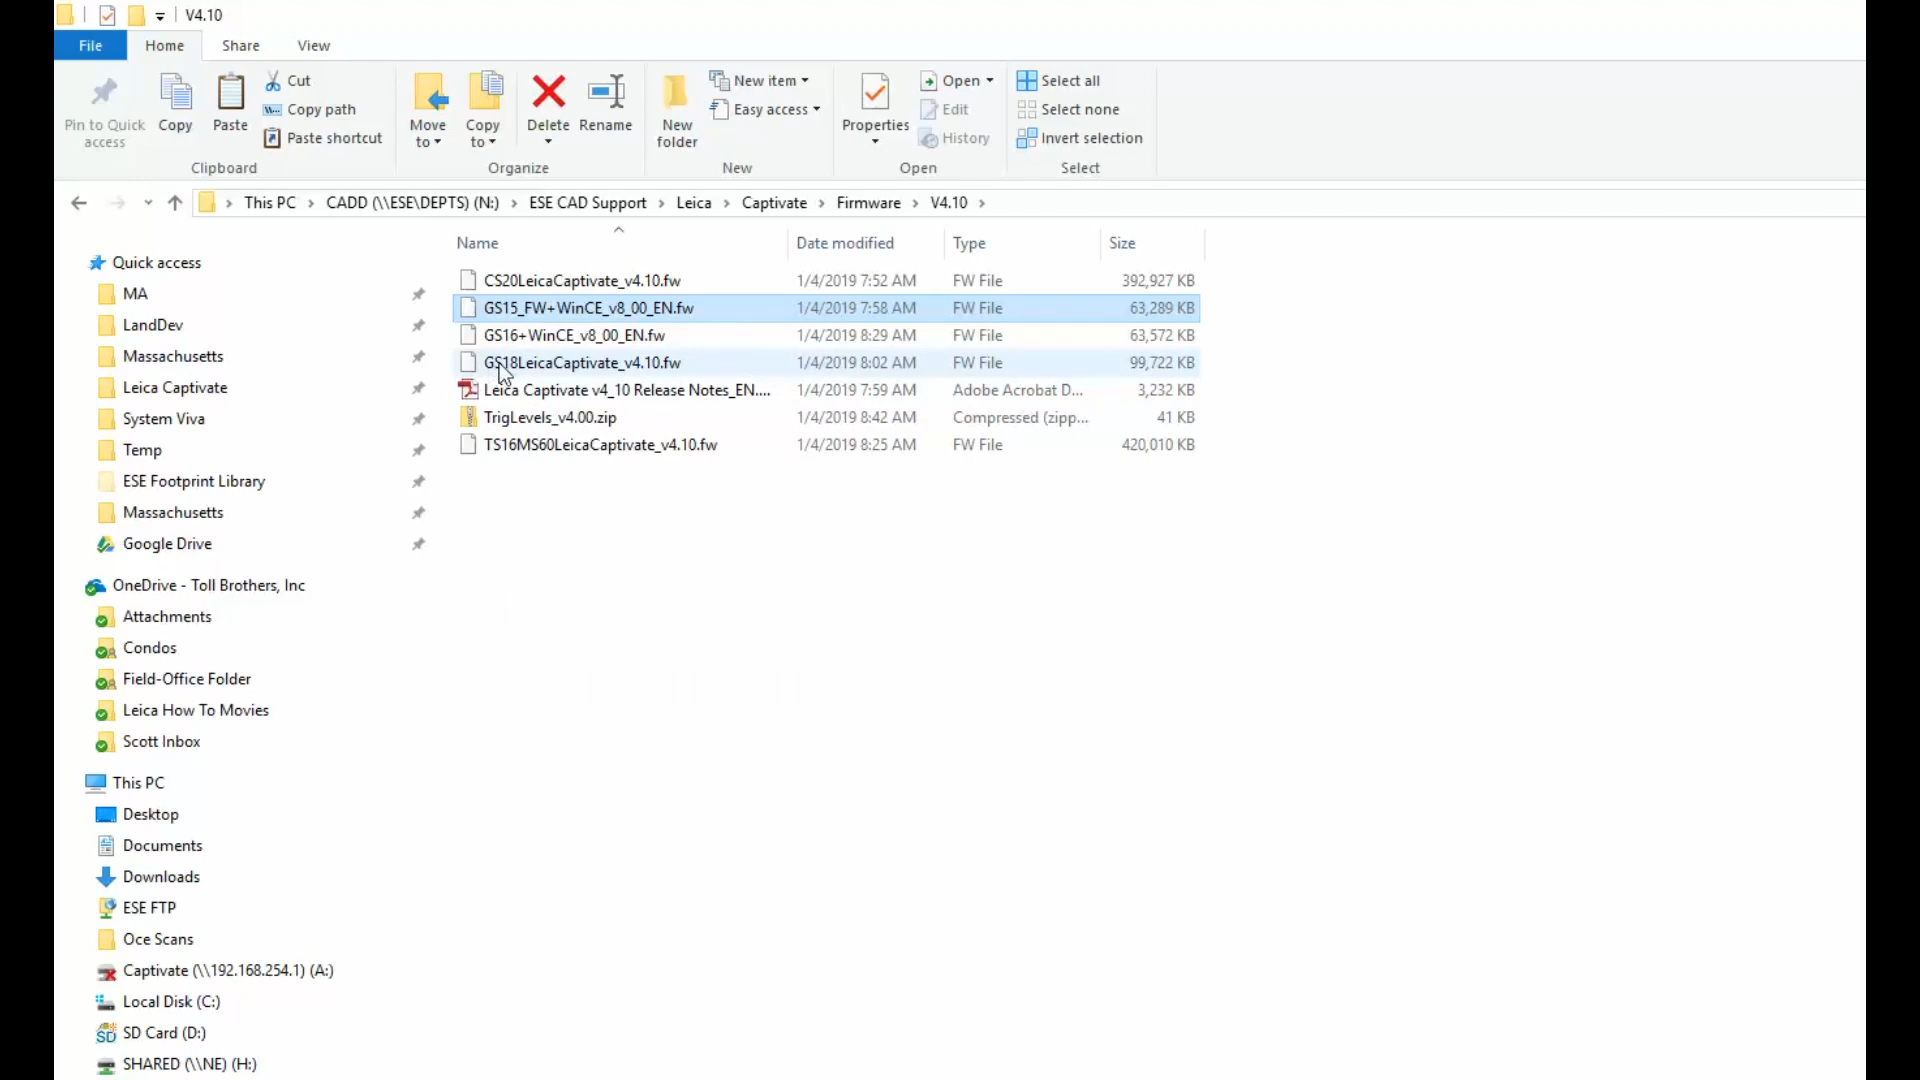 V4.10
File Home Share View
Pin to Quick access
Copy
Paste
Cut
Copy path
Paste shortcut
Clipboard
Move to
Copy to
Delete
Rename
Organize
New folder
New item
Easy access
New
Properties
Open
Edit
History
Open
Select all
Select none
Invert selection
Select
This PC > CADD (\\ESE\DEPTS) (N:) > ESE CAD Support > Leica > Captivate > Firmware > V4.10 >
Name Date modified Type Size
CS20LeicaCaptivate_v4.10.fw 1/4/2019 7:52 AM FW File 392,927 KB
GS15_FW+WinCE_v8_00_EN.fw 1/4/2019 7:58 AM FW File 63,289 KB
GS16+WinCE_v8_00_EN.fw 1/4/2019 8:29 AM FW File 63,572 KB
GS18LeicaCaptivate_v4.10.fw 1/4/2019 8:02 AM FW File 99,722 KB
Leica Captivate v4_10 Release Notes_EN.... 1/4/2019 7:59 AM Adobe Acrobat D... 3,232 KB
TrigLevels_v4.00.zip 1/4/2019 8:42 AM Compressed (zipp... 41 KB
TS16MS60LeicaCaptivate_v4.10.fw 1/4/2019 8:25 AM FW File 420,010 KB
Quick access
MA
LandDev
Massachusetts
Leica Captivate
System Viva
Temp
ESE Footprint Library
Massachusetts
Google Drive
OneDrive - Toll Brothers, Inc
Attachments
Condos
Field-Office Folder
Leica How To Movies
Scott Inbox
This PC
Desktop
Documents
Downloads
ESE FTP
Oce Scans
Captivate (\\192.168.254.1) (A:)
Local Disk (C:)
SD Card (D:)
SHARED (\\NE) (H:)